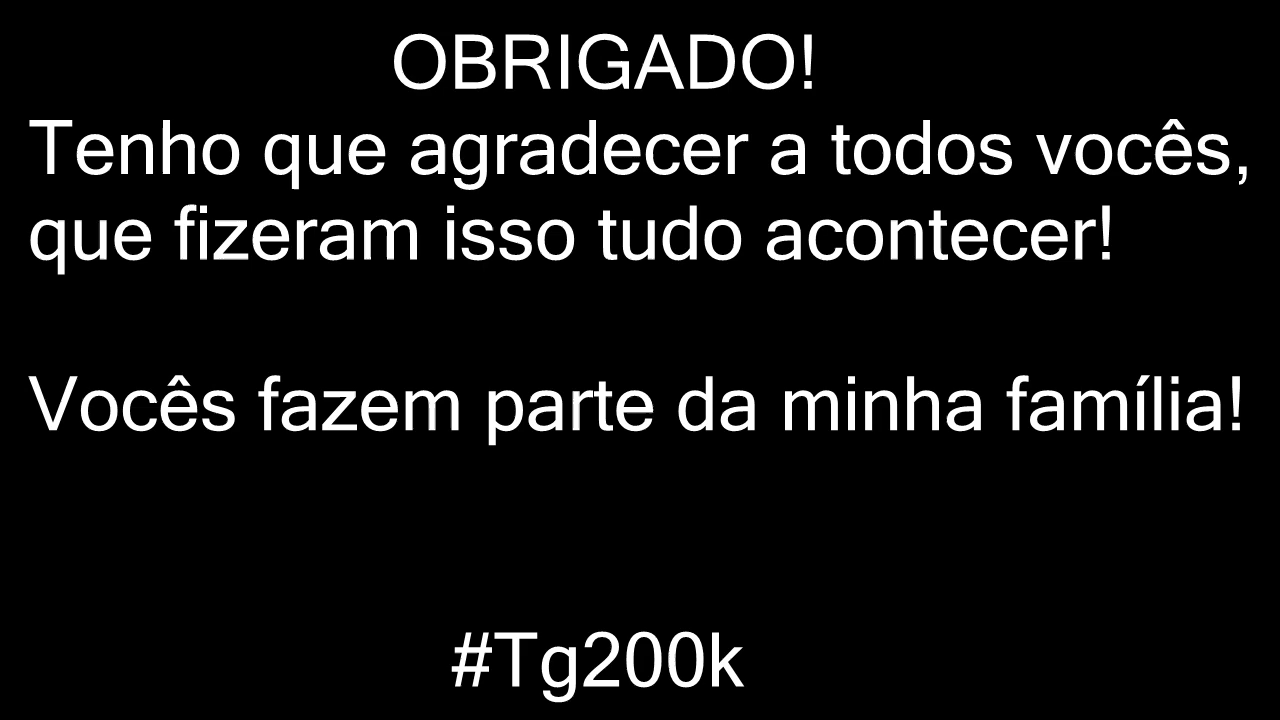 OBRIGADO!
Tenho que agradecer a todos vocês,
que fizeram isso tudo acontecer!
Vocês fazem parte da minha família!
#Tg200k